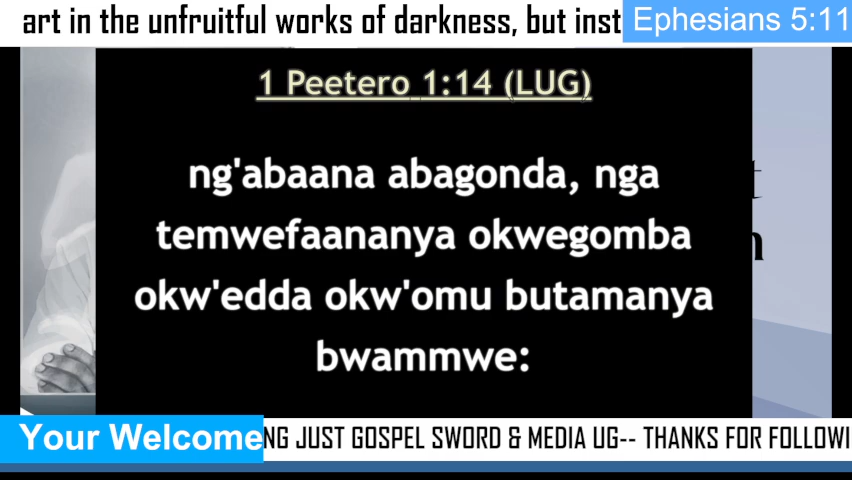 art in the unfruitful works of darkness, but inst
Ephesians 5:11
1 Peetero 1:14 (LUG)
ng'abaana abagonda, nga
temwefaananya okwegomba
okw'edda okw'omu butamanya
bwammwe:
Your Welcome
NG JUST GOSPEL SWORD & MEDIA UG-- THANKS FOR FOLLOWI